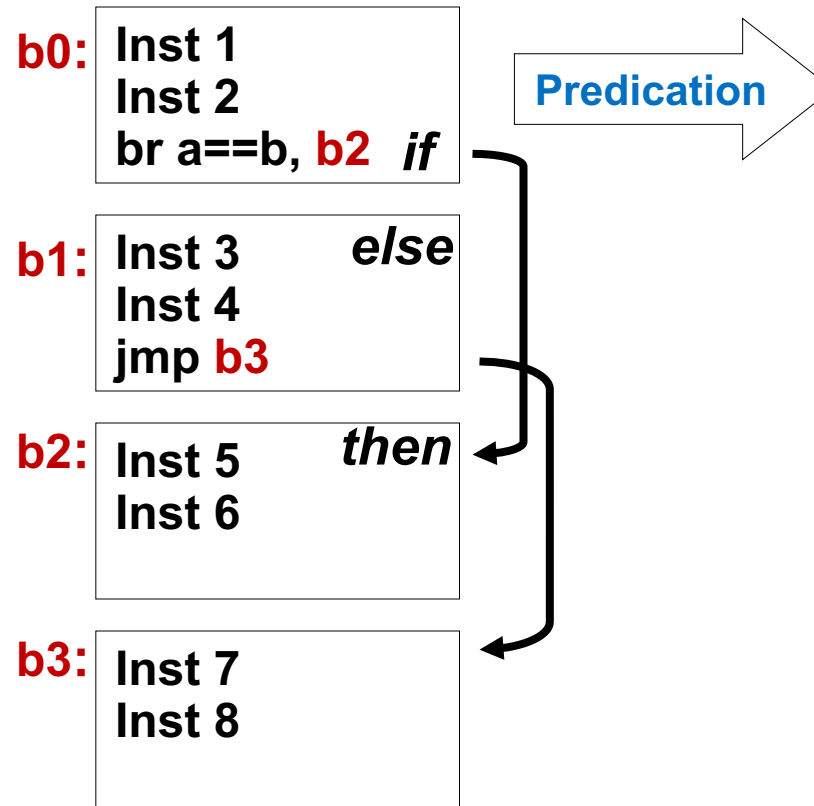 b0: Inst 1
Inst 2
br a==b, b2 if
Predication
b1: Inst 3 else
Inst 4
jmp b3
b2: Inst 5 then
Inst 6
b3: Inst 7
Inst 8